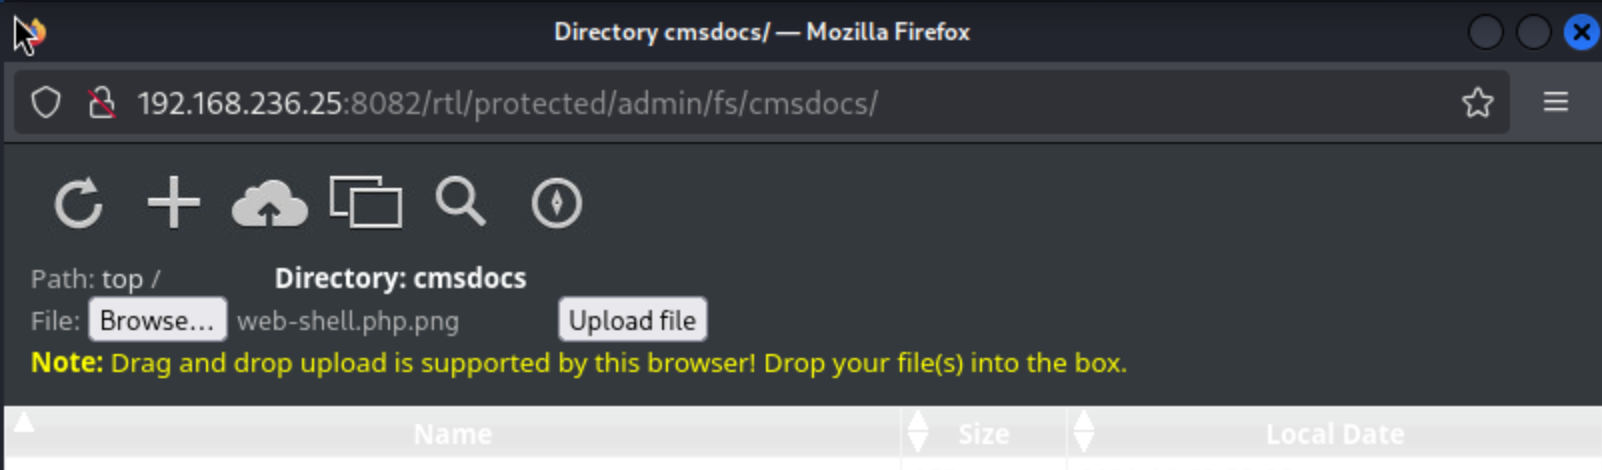 Directory cmsdocs/ — Mozilla Firefox
192.168.236.25:8082/rtl/protected/admin/fs/cmsdocs/
Path: top / Directory: cmsdocs
File: Browse... web-shell.php.png Upload file
Note: Drag and drop upload is supported by this browser! Drop your file(s) into the box.
Name Size Local Date